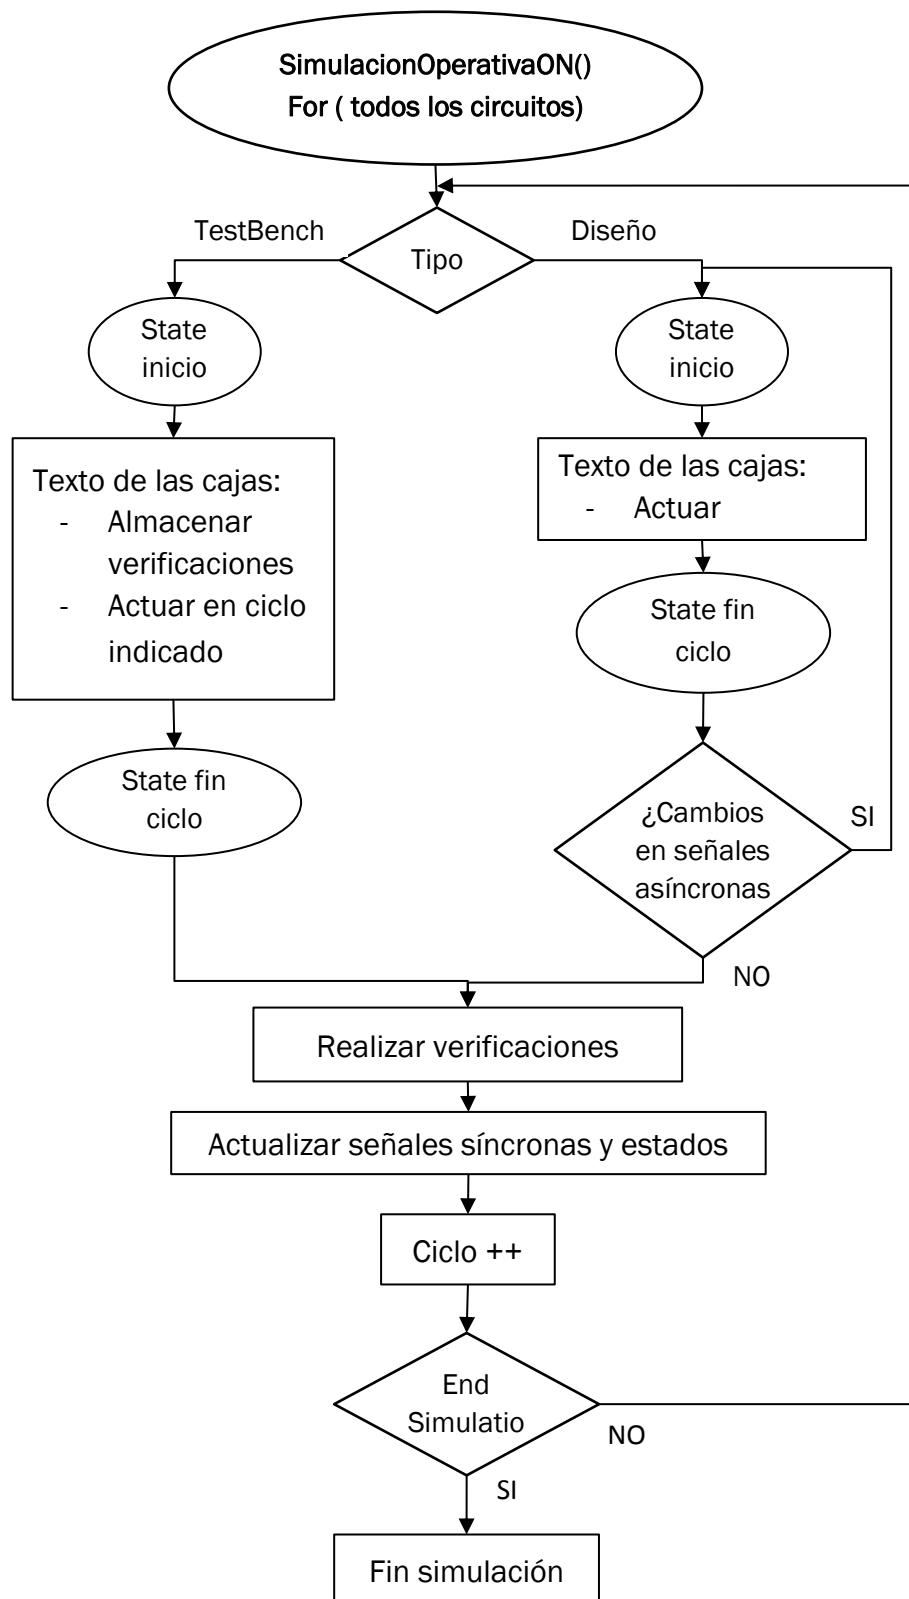 SimulacionOperativaON()
For ( todos los circuitos)
TestBench
Diseño
Tipo
State
inicio
State
inicio
Texto de las cajas:
- Almacenar
verificaciones
- Actuar en ciclo
indicado
Texto de las cajas:
- Actuar
State fin
ciclo
State fin
ciclo
¿Cambios
en señales
asíncronas
SI
NO
Realizar verificaciones
Actualizar señales síncronas y estados
Ciclo ++
End
Simulatio
NO
SI
Fin simulación